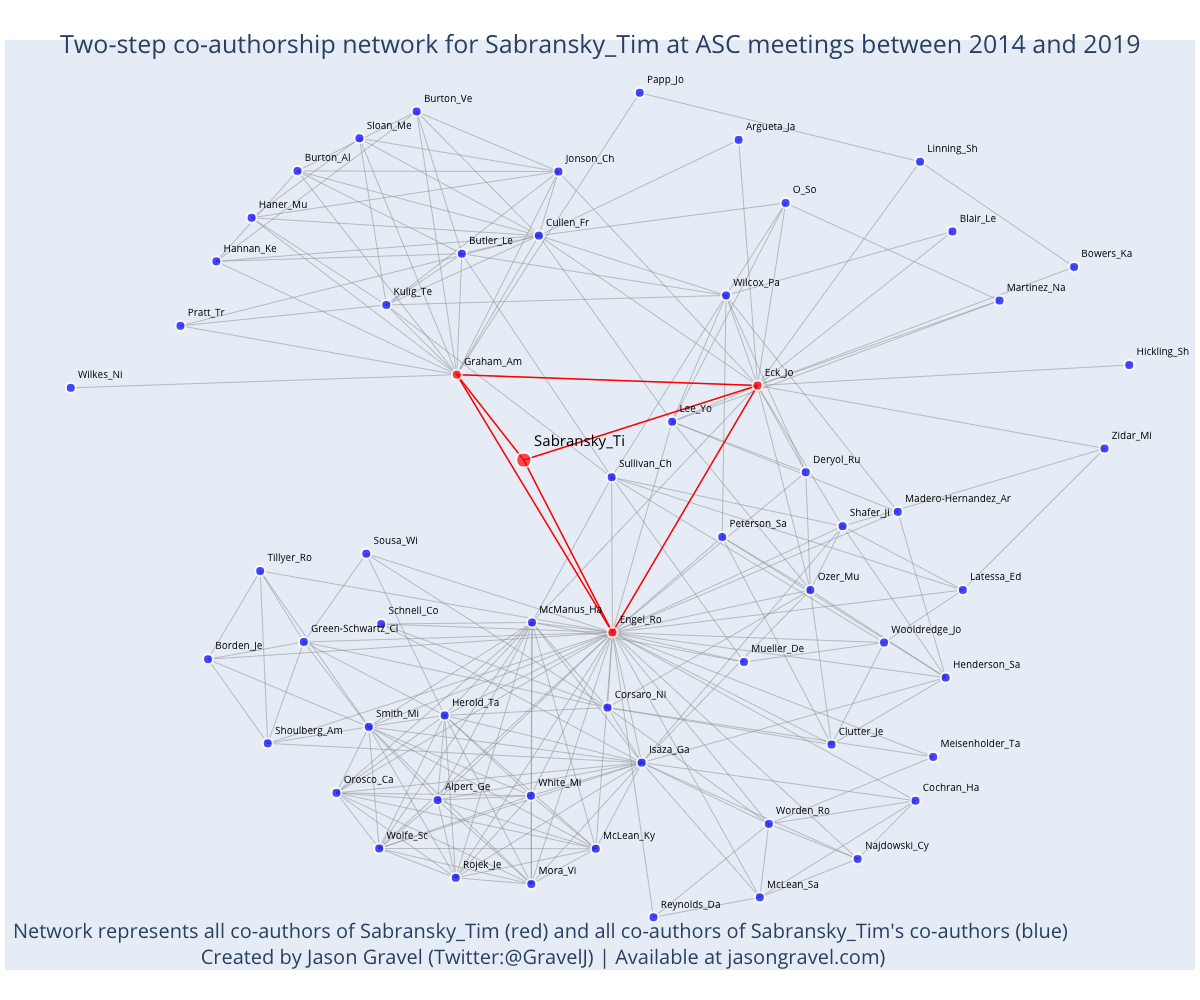 Two-step co-authorship network for Sabransky_Tim at ASC meetings between 2014 and 2019
Papp_Jo
Burton_Ve
Sloan_Me
Argueta_Ja
Linning_Sh
Burton_Al
Jonson_Ch
O_So
Haner_Mu
Cullen_Fr
Blair_Le
Butler_Le
Hannan_Ke
Bowers_Ka
Wilcox_Pa
Martinez_Na
Kulig_Te
Pratt_Tr
Hickling_Sh
Graham_Am
Eck_Jo
Wilkes_Ni
Lee_Yo
Sabransky_Ti
Zidar_Mi
Sullivan_Ch
Deryol_Ru
Madero-Hernandez_Ar
Shafer_Ji
Peterson_Sa
Sousa_Wi
Tillyer_Ro
Ozer_Mu
Latessa_Ed
Schnell_Co
McManus_Ha
Engel_Ro
Green-Schwartz_Cl
Wooldredge_Jo
Borden_Je
Mueller_De
Henderson_Sa
Corsaro_Ni
Herold_Ta
Smith_Mi
Shoulberg_Am
Clutter_Je
Meisenholder_Ta
Isaza_Ga
Orosco_Ca
Alpert_Ge
White_Mi
Cochran_Ha
Worden_Ro
Wolfe_Sc
McLean_Ky
Najdowski_Cy
Rojek_Je
Mora_Vi
McLean_Sa
Reynolds_Da
Network represents all co-authors of Sabransky_Tim (red) and all co-authors of Sabransky_Tim's co-authors (blue)
Created by Jason Gravel (Twitter:@GravelJ) | Available at jasongravel.com)